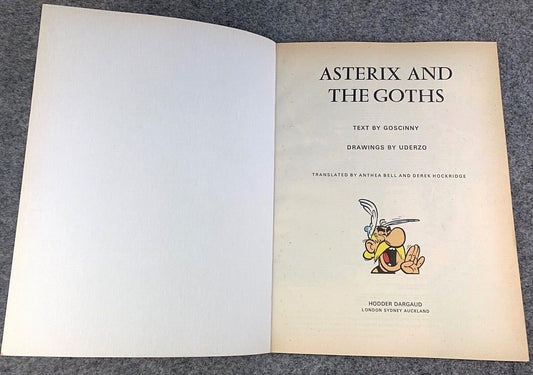 ASTERIX AND
THE GOTHS
TEXT BY GOSCINNY
DRAWINGS BY UDERZO
TRANSLATED BY ANTHEA BELL AND DEREK HOCKRIDGE
HODDER DARGAUD
LONDON SYDNEY AUCKLAND